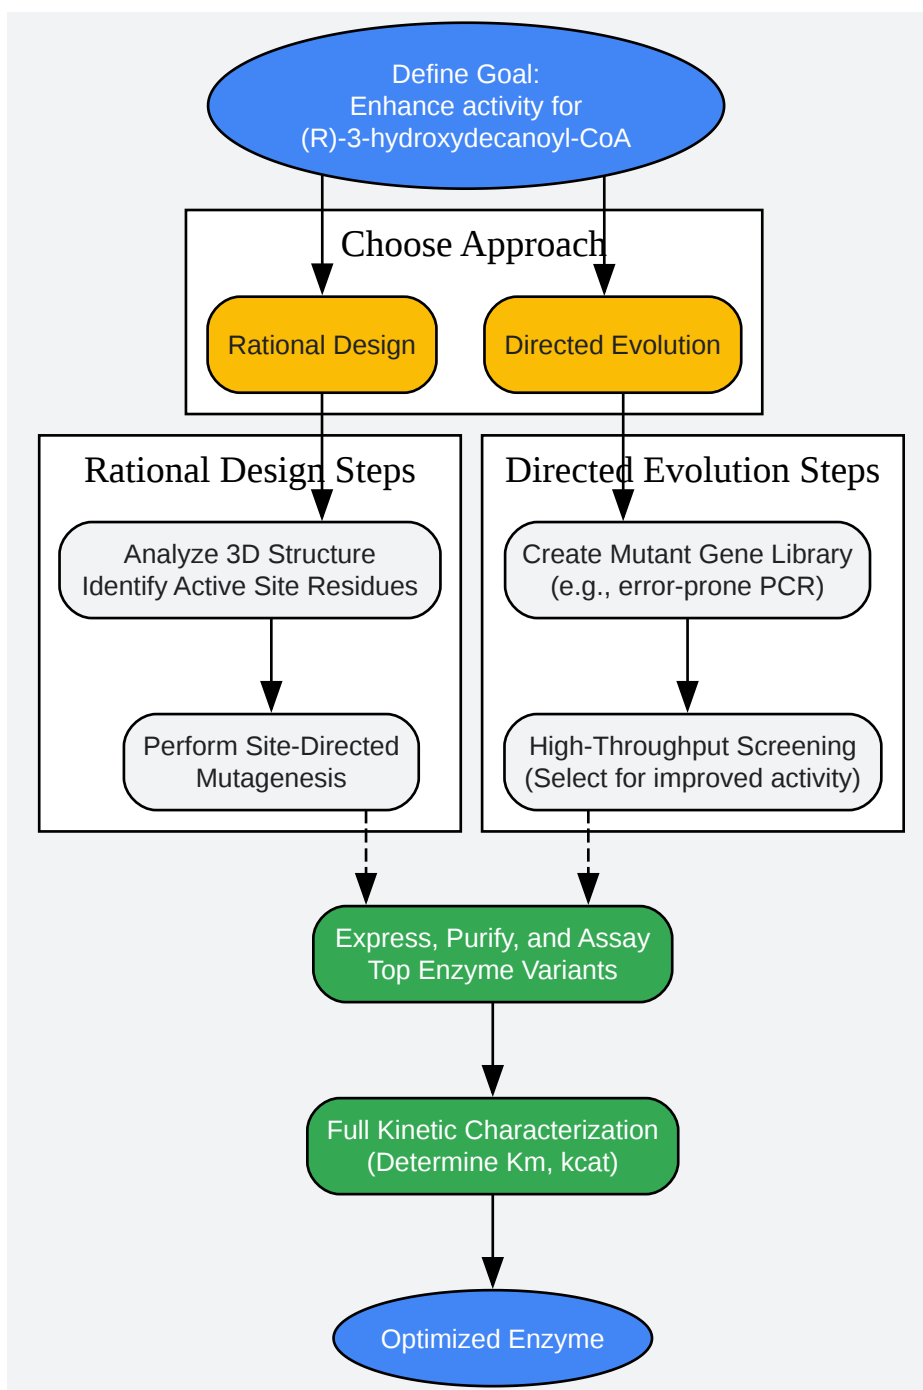 Define Goal:
Enhance activity for
(R)-3-hydroxydecanoyl-CoA
Choose Approach
Rational Design
Directed Evolution
Rational Design Steps
Analyze 3D Structure
Identify Active Site Residues
Perform Site-Directed
Mutagenesis
Directed Evolution Steps
Create Mutant Gene Library
(e.g., error-prone PCR)
High-Throughput Screening
(Select for improved activity)
Express, Purify, and Assay
Top Enzyme Variants
Full Kinetic Characterization
(Determine Km, kcat)
Optimized Enzyme